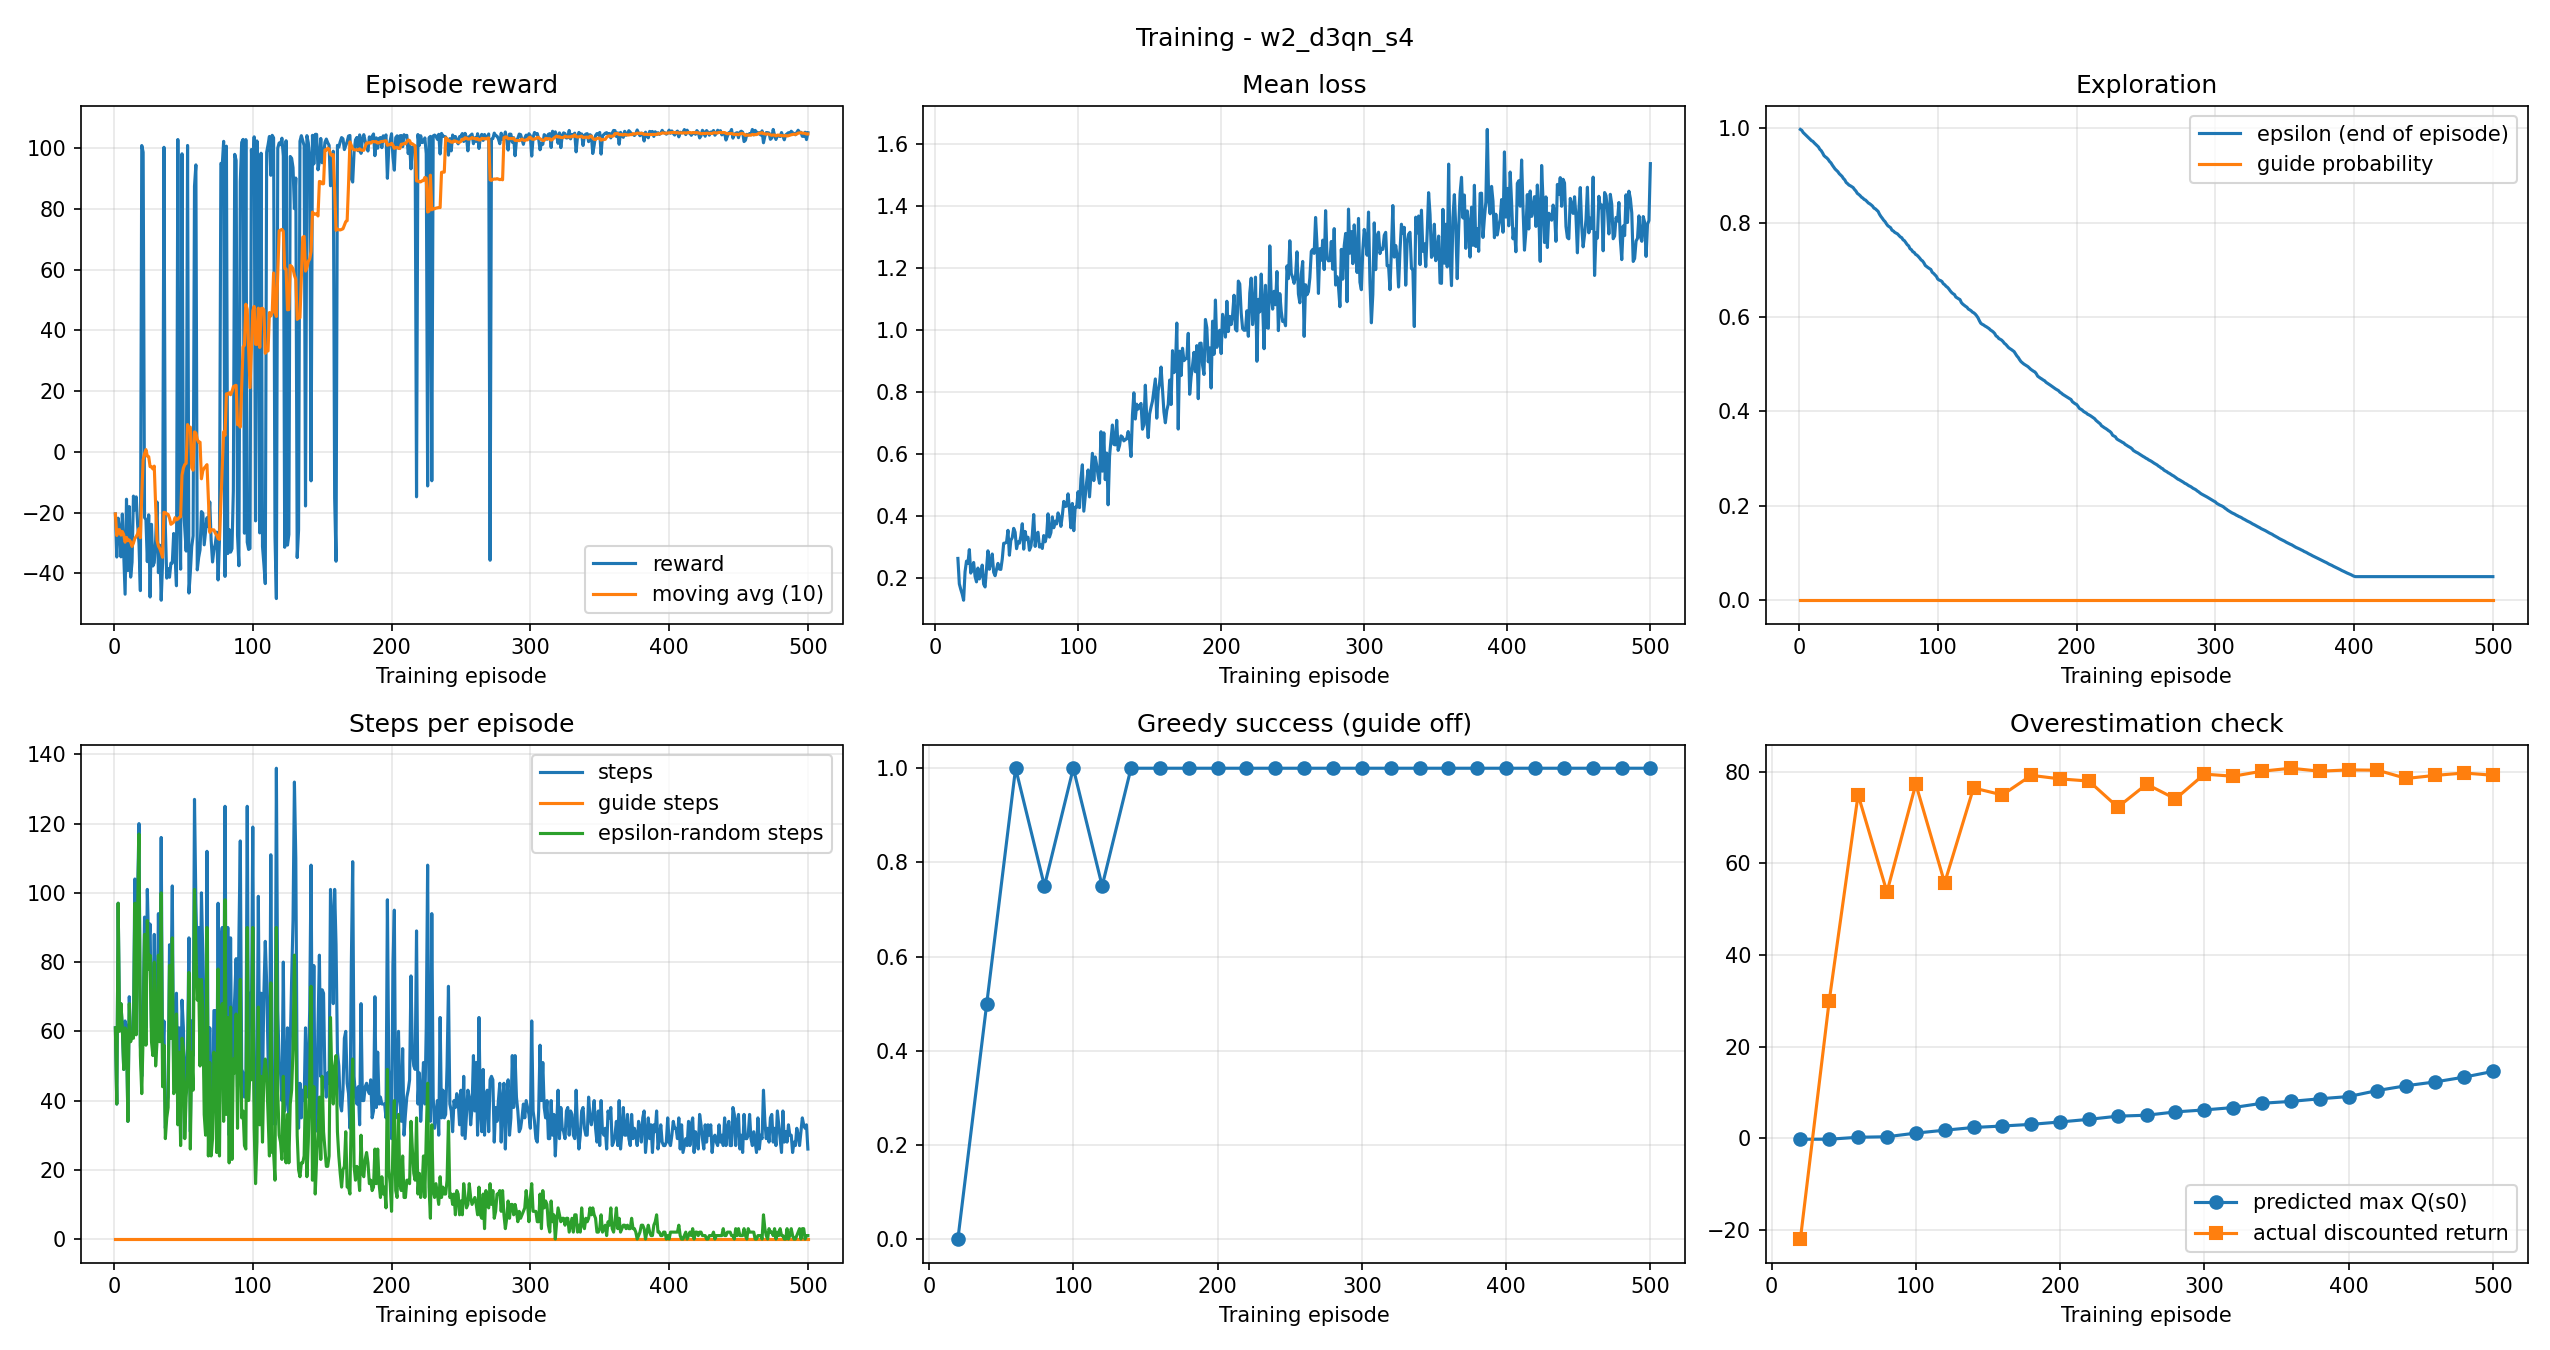 Training - w2_d3qn_s4
Episode reward
100
80
60
40
20
0
−20
−40
reward
moving avg (10)
0 100 200 300 400 500
Training episode
Mean loss
1.6
1.4
1.2
1.0
0.8
0.6
0.4
0.2
0 100 200 300 400 500
Training episode
Exploration
1.0
0.8
0.6
0.4
0.2
0.0
epsilon (end of episode)
guide probability
0 100 200 300 400 500
Training episode
Steps per episode
140
120
100
80
60
40
20
0
steps
guide steps
epsilon-random steps
0 100 200 300 400 500
Training episode
Greedy success (guide off)
1.0
0.8
0.6
0.4
0.2
0.0
0 100 200 300 400 500
Training episode
Overestimation check
80
60
40
20
0
−20
predicted max Q(s0)
actual discounted return
0 100 200 300 400 500
Training episode